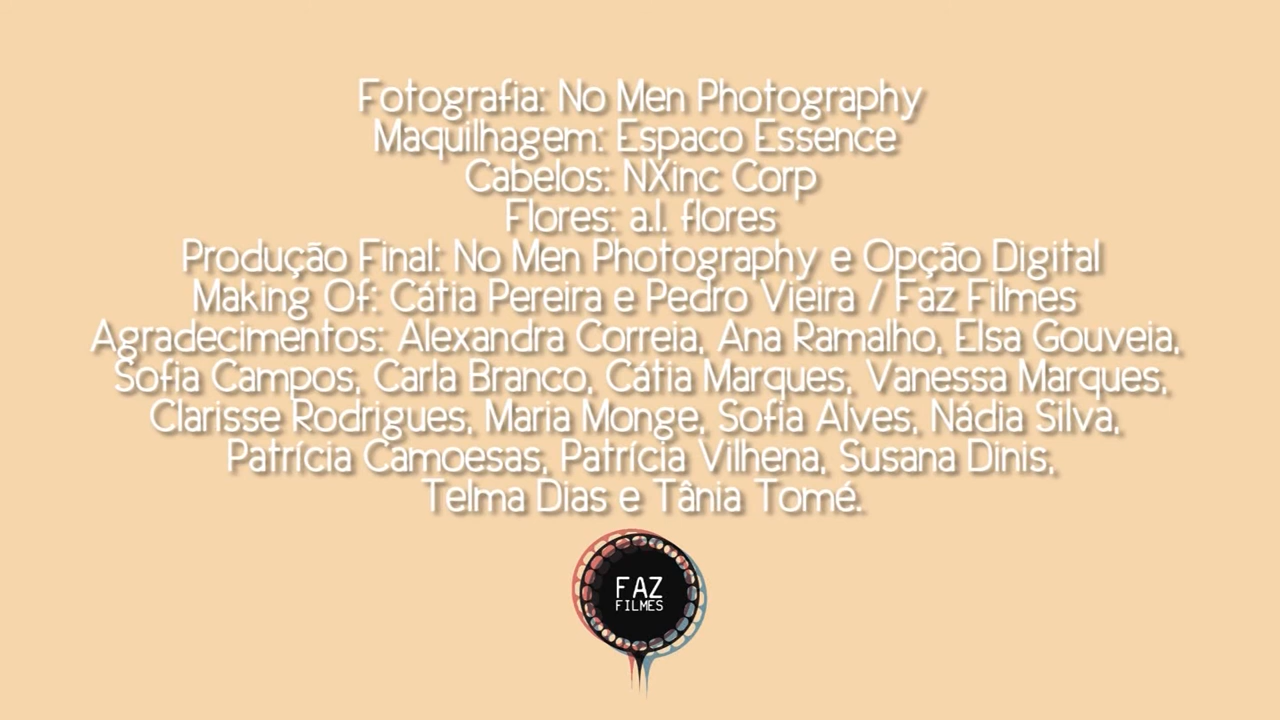 Fotografia: No Men Photography
Maquilhagem: Espaco Essence
Cabelos: NXinc Corp
Flores: a.l. flores
Produção Final: No Men Photography e Opção Digital
Making Of: Cátia Pereira e Pedro Vieira / Faz Filmes
Agradecimentos: Alexandra Correia, Ana Ramalho, Elsa Gouveia,
Sofia Campos, Carla Branco, Cátia Marques, Vanessa Marques,
Clarisse Rodrigues, Maria Monge, Sofia Alves, Nádia Silva,
Patrícia Camoesas, Patrícia Vilhena, Susana Dinis,
Telma Dias e Tânia Tomé.
FAZ
FILMES